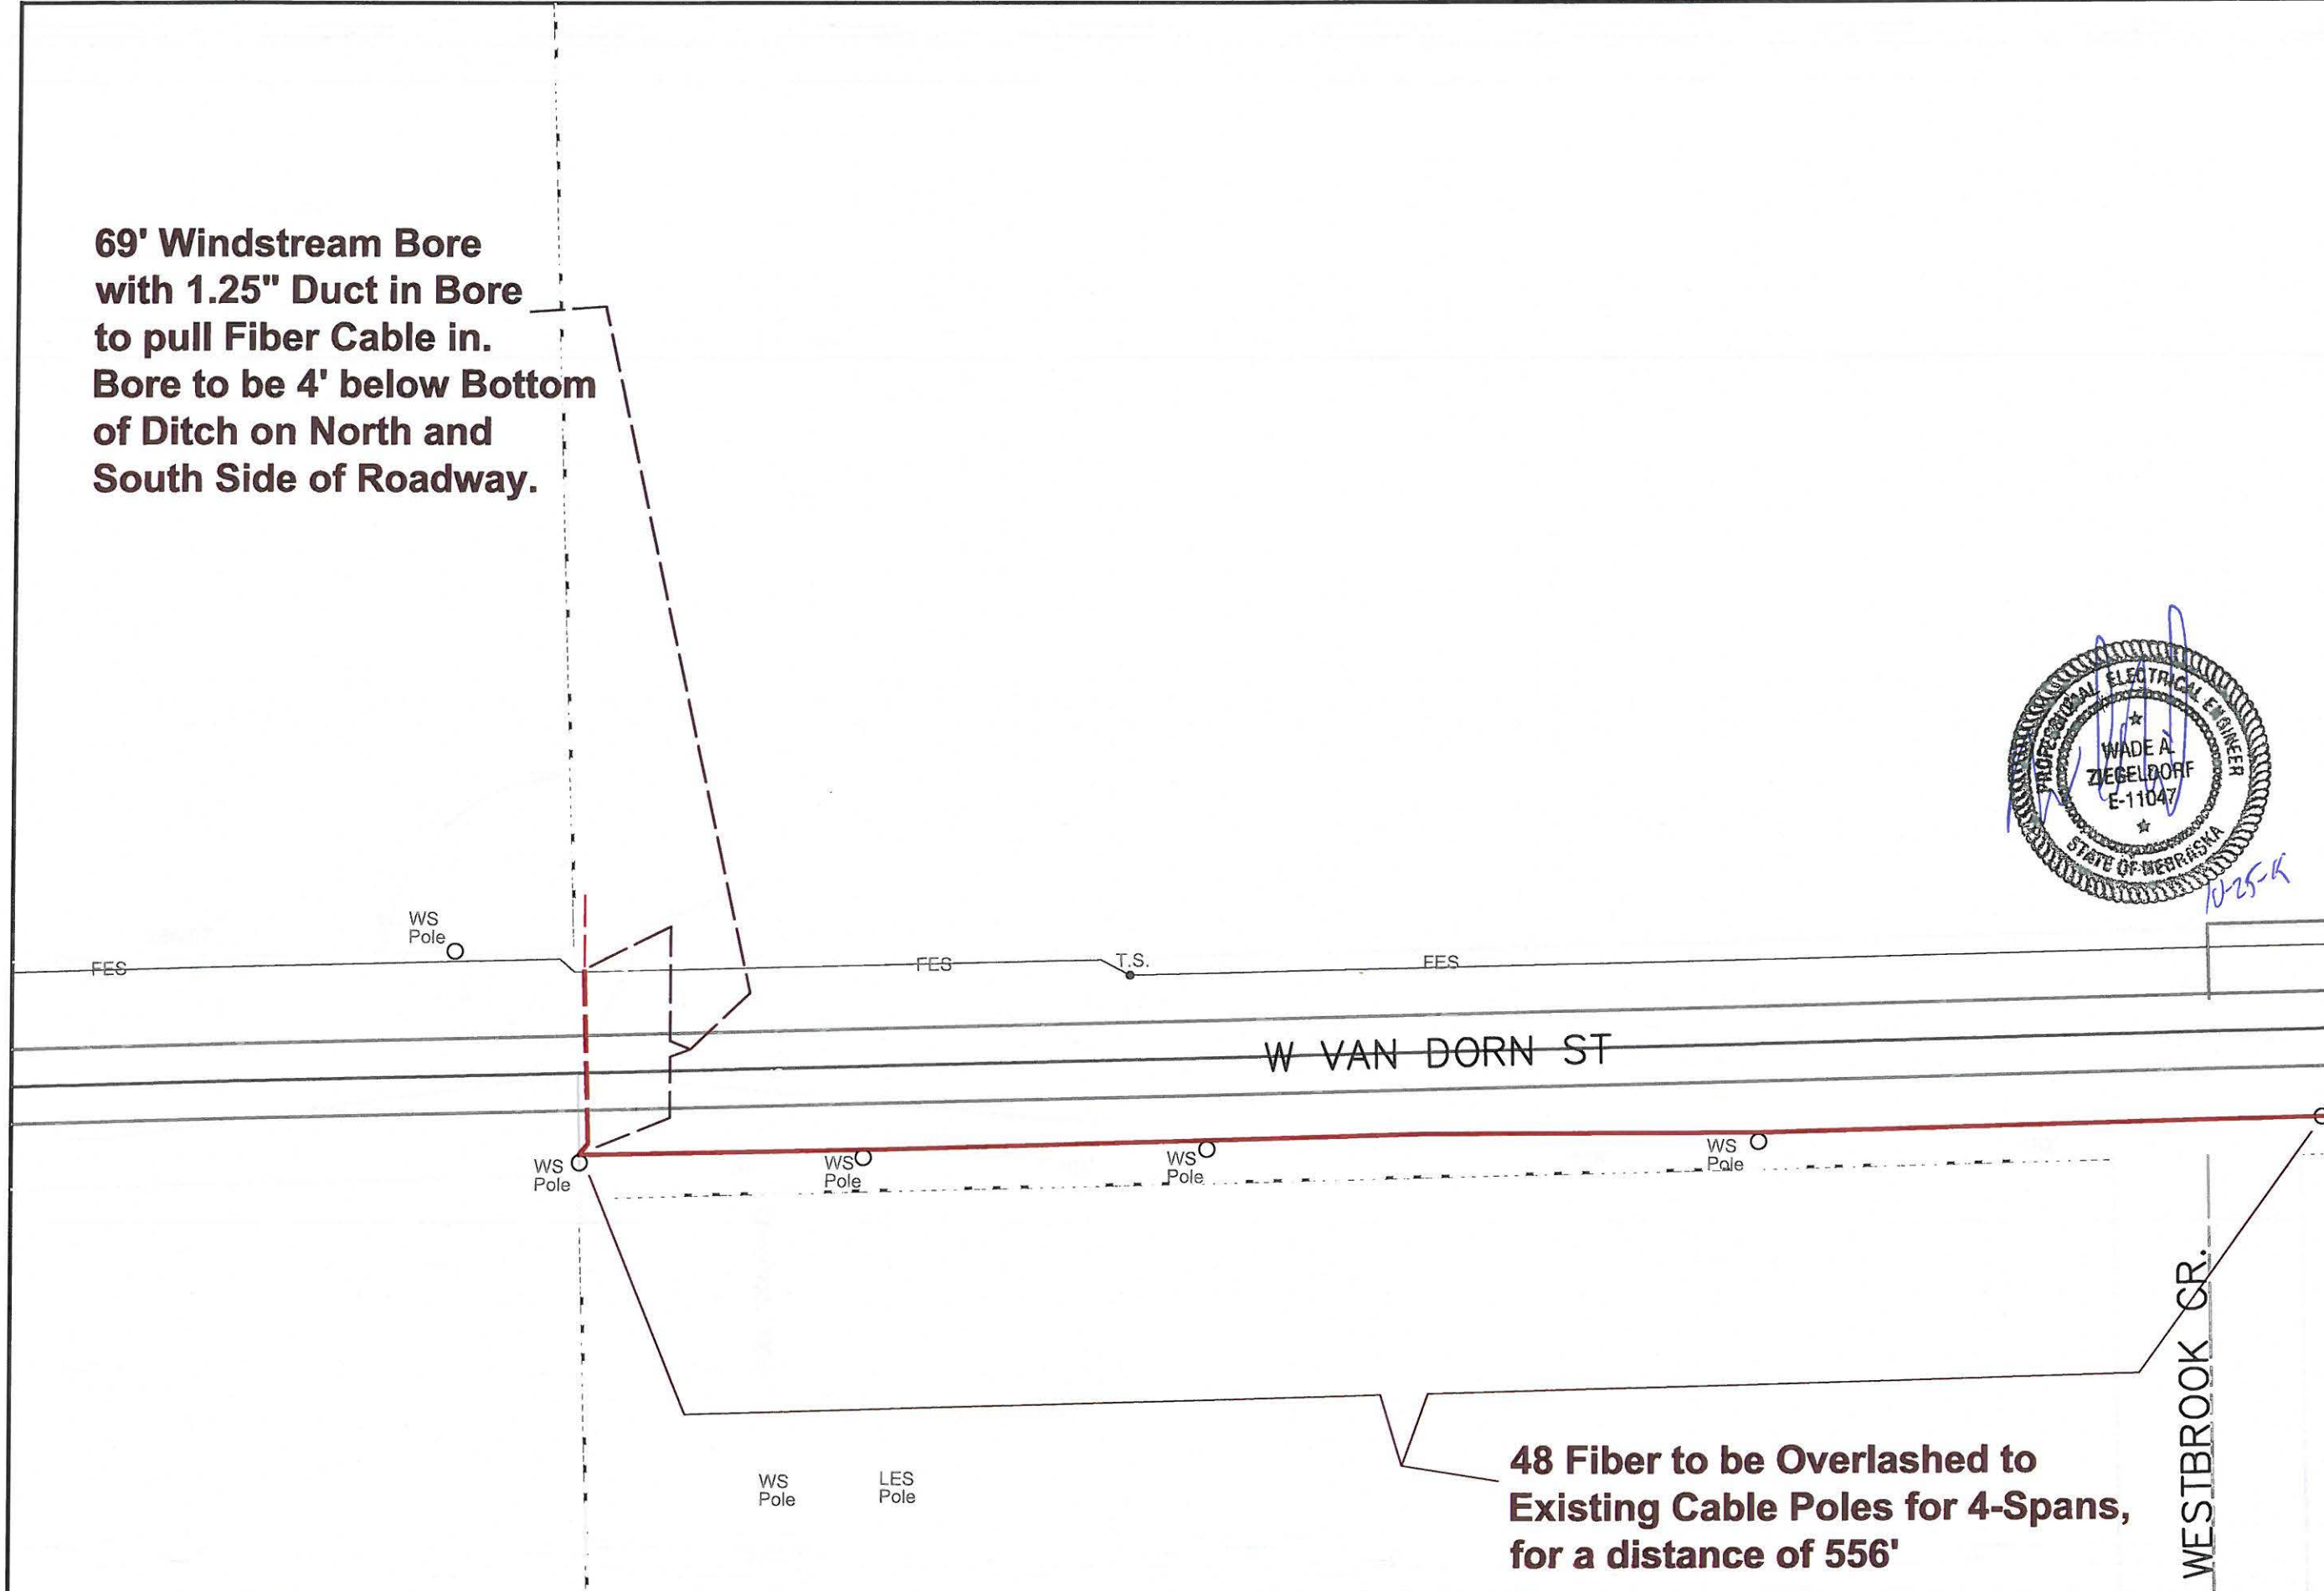 69' Windstream Bore
with 1.25" Duct in Bore
to pull Fiber Cable in.
Bore to be 4' below Bottom
of Ditch on North and
South Side of Roadway.
PROFESSIONAL ELECTRICAL ENGINEER
WADE A.
ZIEGELDORF
E-11047
STATE OF NEBRASKA
WS
Pole
FES
FES
T.S.
FES
W VAN DORN ST
WS
Pole
WS
Pole
WS
Pole
WS
Pole
WESTBROOK CR.
WS
Pole
LES
Pole
48 Fiber to be Overlashed to
Existing Cable Poles for 4-Spans,
for a distance of 556'